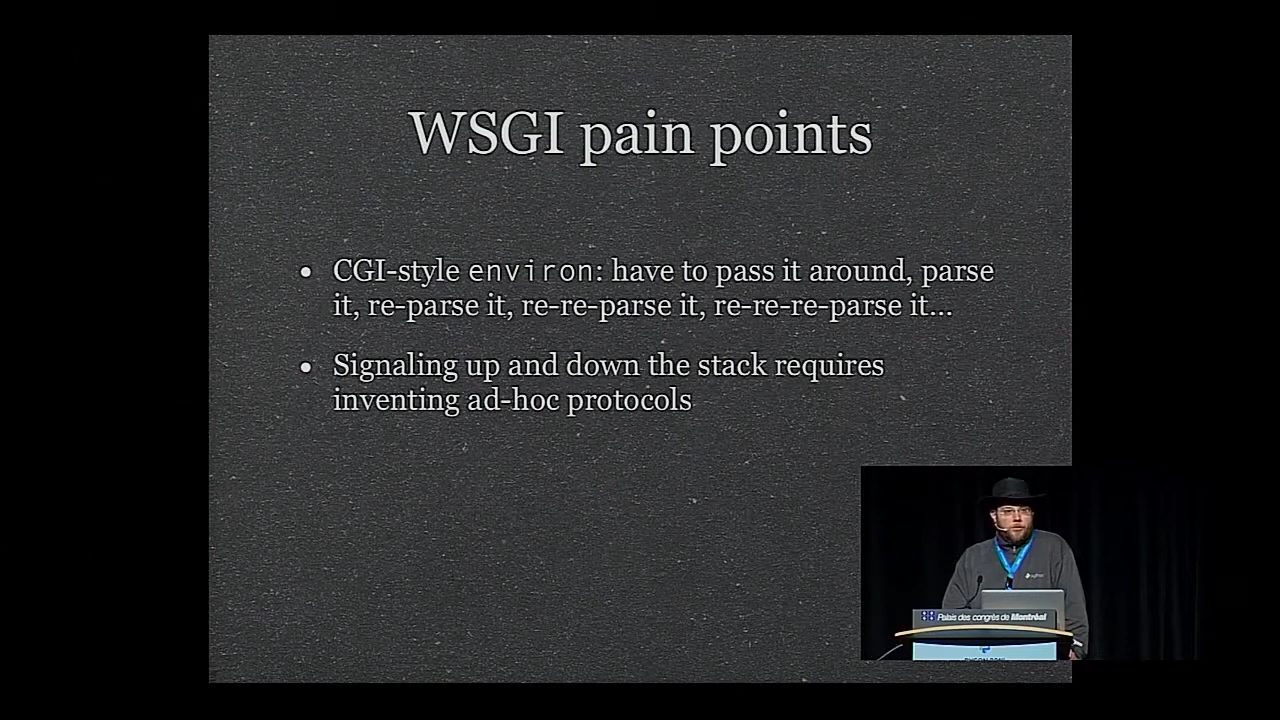 WSGI pain points
• CGI-style environ: have to pass it around, parse
it, re-parse it, re-re-parse it, re-re-re-parse it...
• Signaling up and down the stack requires
inventing ad-hoc protocols
Palais des congrès de Montréal